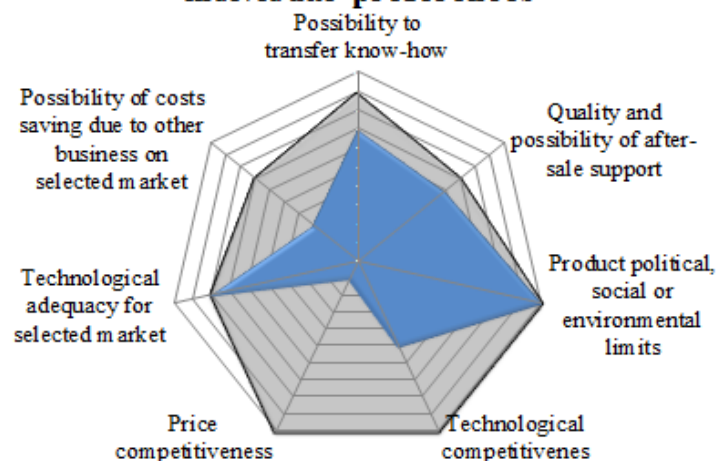 Possibility to
transfer know-how
Quality and
possibility of after-
sale support
Product political,
social or
environmental
limits
Technological
competitivenes
Price
competitiveness
Technological
adequacy for
selected market
Possibility of costs
saving due to other
business on
selected market